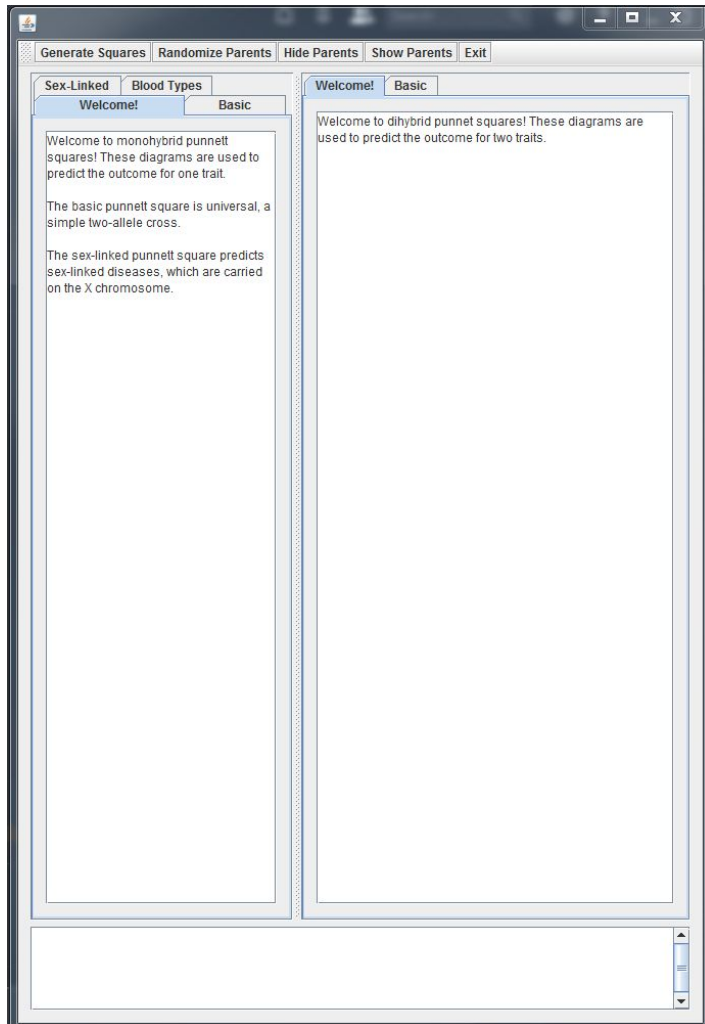 Generate Squares Randomize Parents Hide Parents Show Parents Exit
Sex-Linked Blood Types
Welcome! Basic
Welcome to monohybrid punnett
squares! These diagrams are used to
predict the outcome for one trait.
The basic punnett square is universal, a
simple two-allele cross.
The sex-linked punnett square predicts
sex-linked diseases, which are carried
on the X chromosome.
Welcome! Basic
Welcome to dihybrid punnet squares! These diagrams are
used to predict the outcome for two traits.